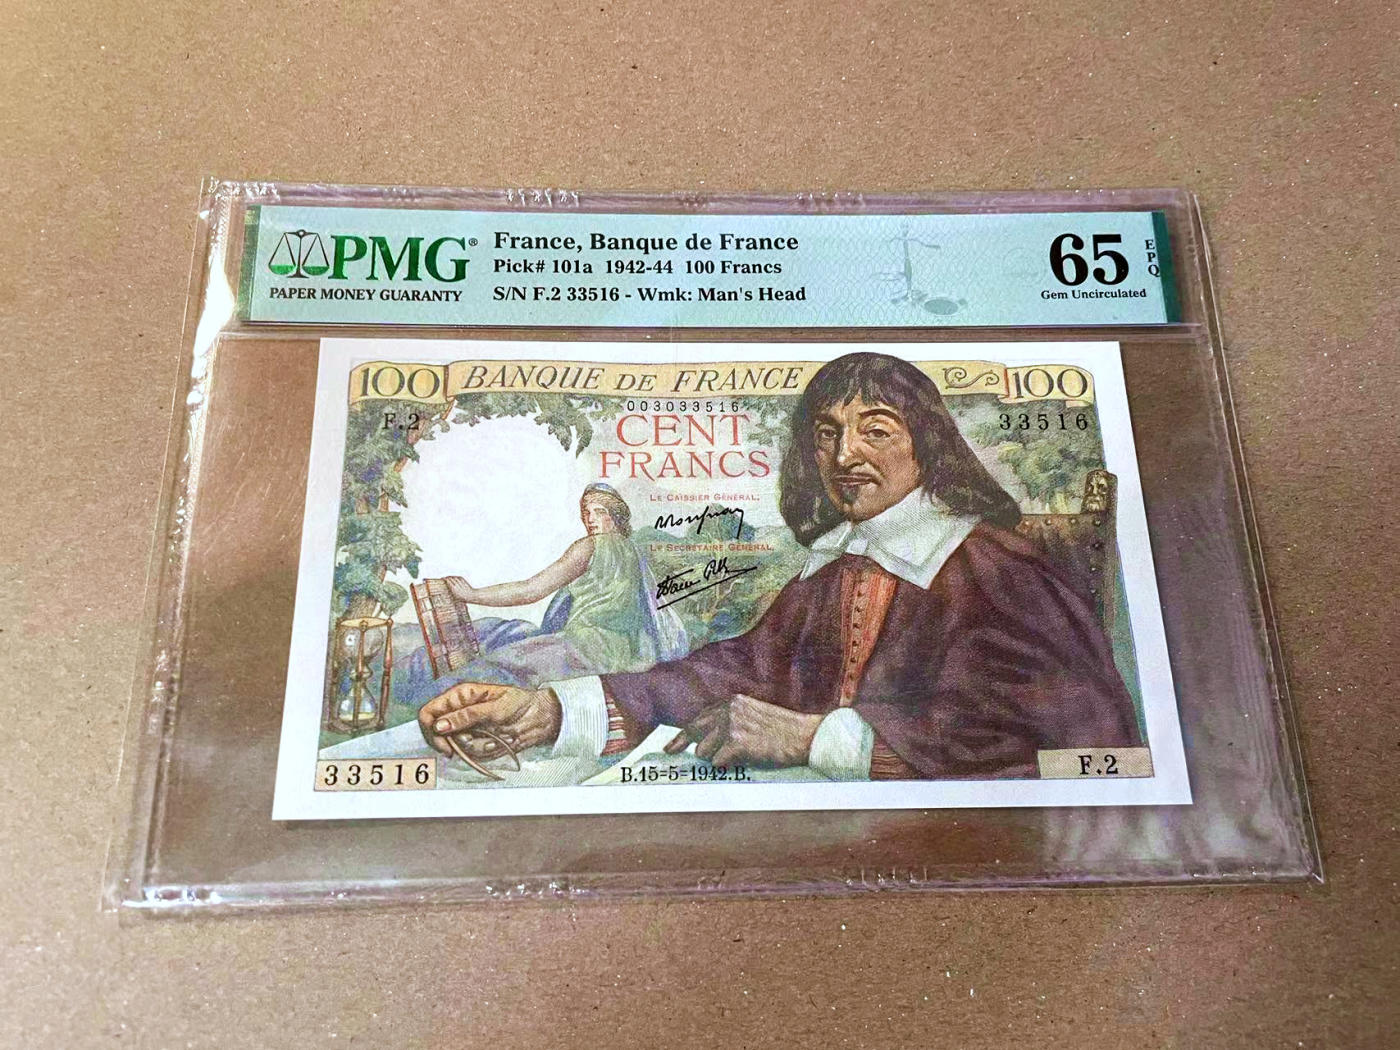 PMG®
PAPER MONEY GUARANTY
France, Banque de France
Pick# 101a 1942-44 100 Francs
S/N F.2 33516 - Wmk: Man's Head
65
Gem Uncirculated
EPQ
100 BANQUE DE FRANCE 100
F.2
003033516
33516
CENT
FRANCS
LE CAISSIER GÉNÉRAL,
LE SECRÉTAIRE GÉNÉRAL,
33516
B.15=5=1942.B.
F.2